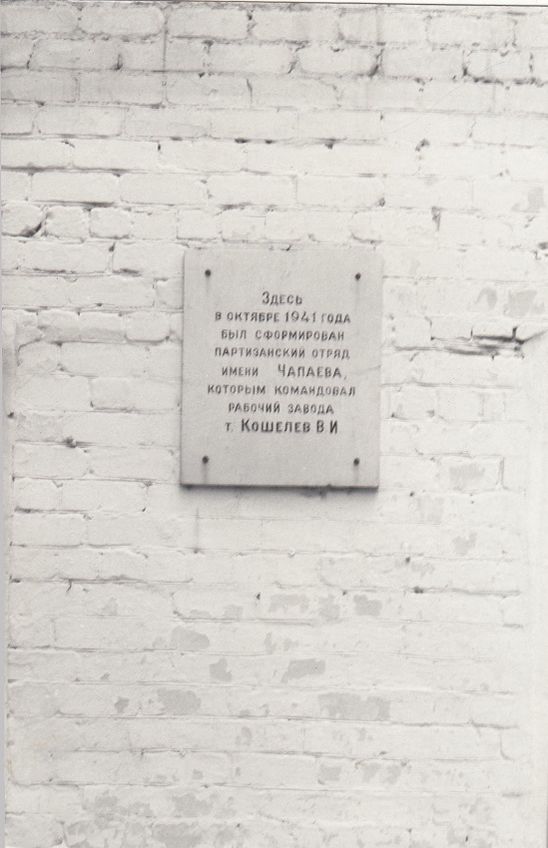 Здесь
в октябре 1941 года
был сформирован
партизанский отряд
имени Чапаева,
которым командовал
рабочий завода
т. Кошелев В И